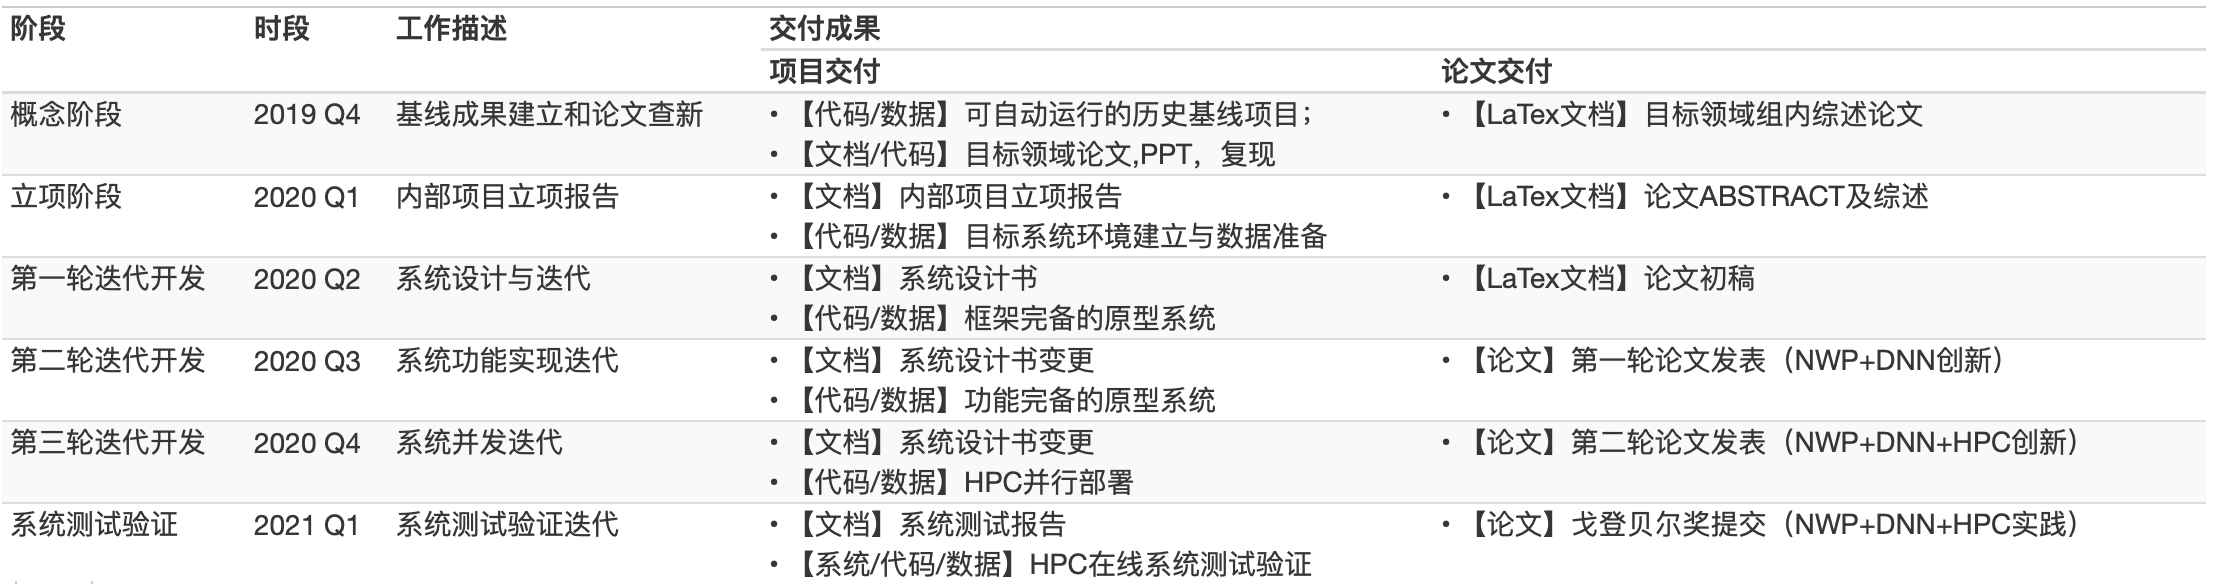 阶段 时段 工作描述 交付成果
项目交付 论文交付
概念阶段 2019 Q4 基线成果建立和论文查新 • 【代码/数据】可自动运行的历史基线项目； • 【LaTex文档】目标领域组内综述论文
• 【文档/代码】目标领域论文,PPT，复现
立项阶段 2020 Q1 内部项目立项报告 • 【文档】内部项目立项报告 • 【LaTex文档】论文ABSTRACT及综述
• 【代码/数据】目标系统环境建立与数据准备
第一轮迭代开发 2020 Q2 系统设计与迭代 • 【文档】系统设计书 • 【LaTex文档】论文初稿
• 【代码/数据】框架完备的原型系统
第二轮迭代开发 2020 Q3 系统功能实现迭代 • 【文档】系统设计书变更 • 【论文】第一轮论文发表（NWP+DNN创新）
• 【代码/数据】功能完备的原型系统
第三轮迭代开发 2020 Q4 系统并发迭代 • 【文档】系统设计书变更 • 【论文】第二轮论文发表（NWP+DNN+HPC创新）
• 【代码/数据】HPC并行部署
系统测试验证 2021 Q1 系统测试验证迭代 • 【文档】系统测试报告 • 【论文】戈登贝尔奖提交（NWP+DNN+HPC实践）
• 【系统/代码/数据】HPC在线系统测试验证